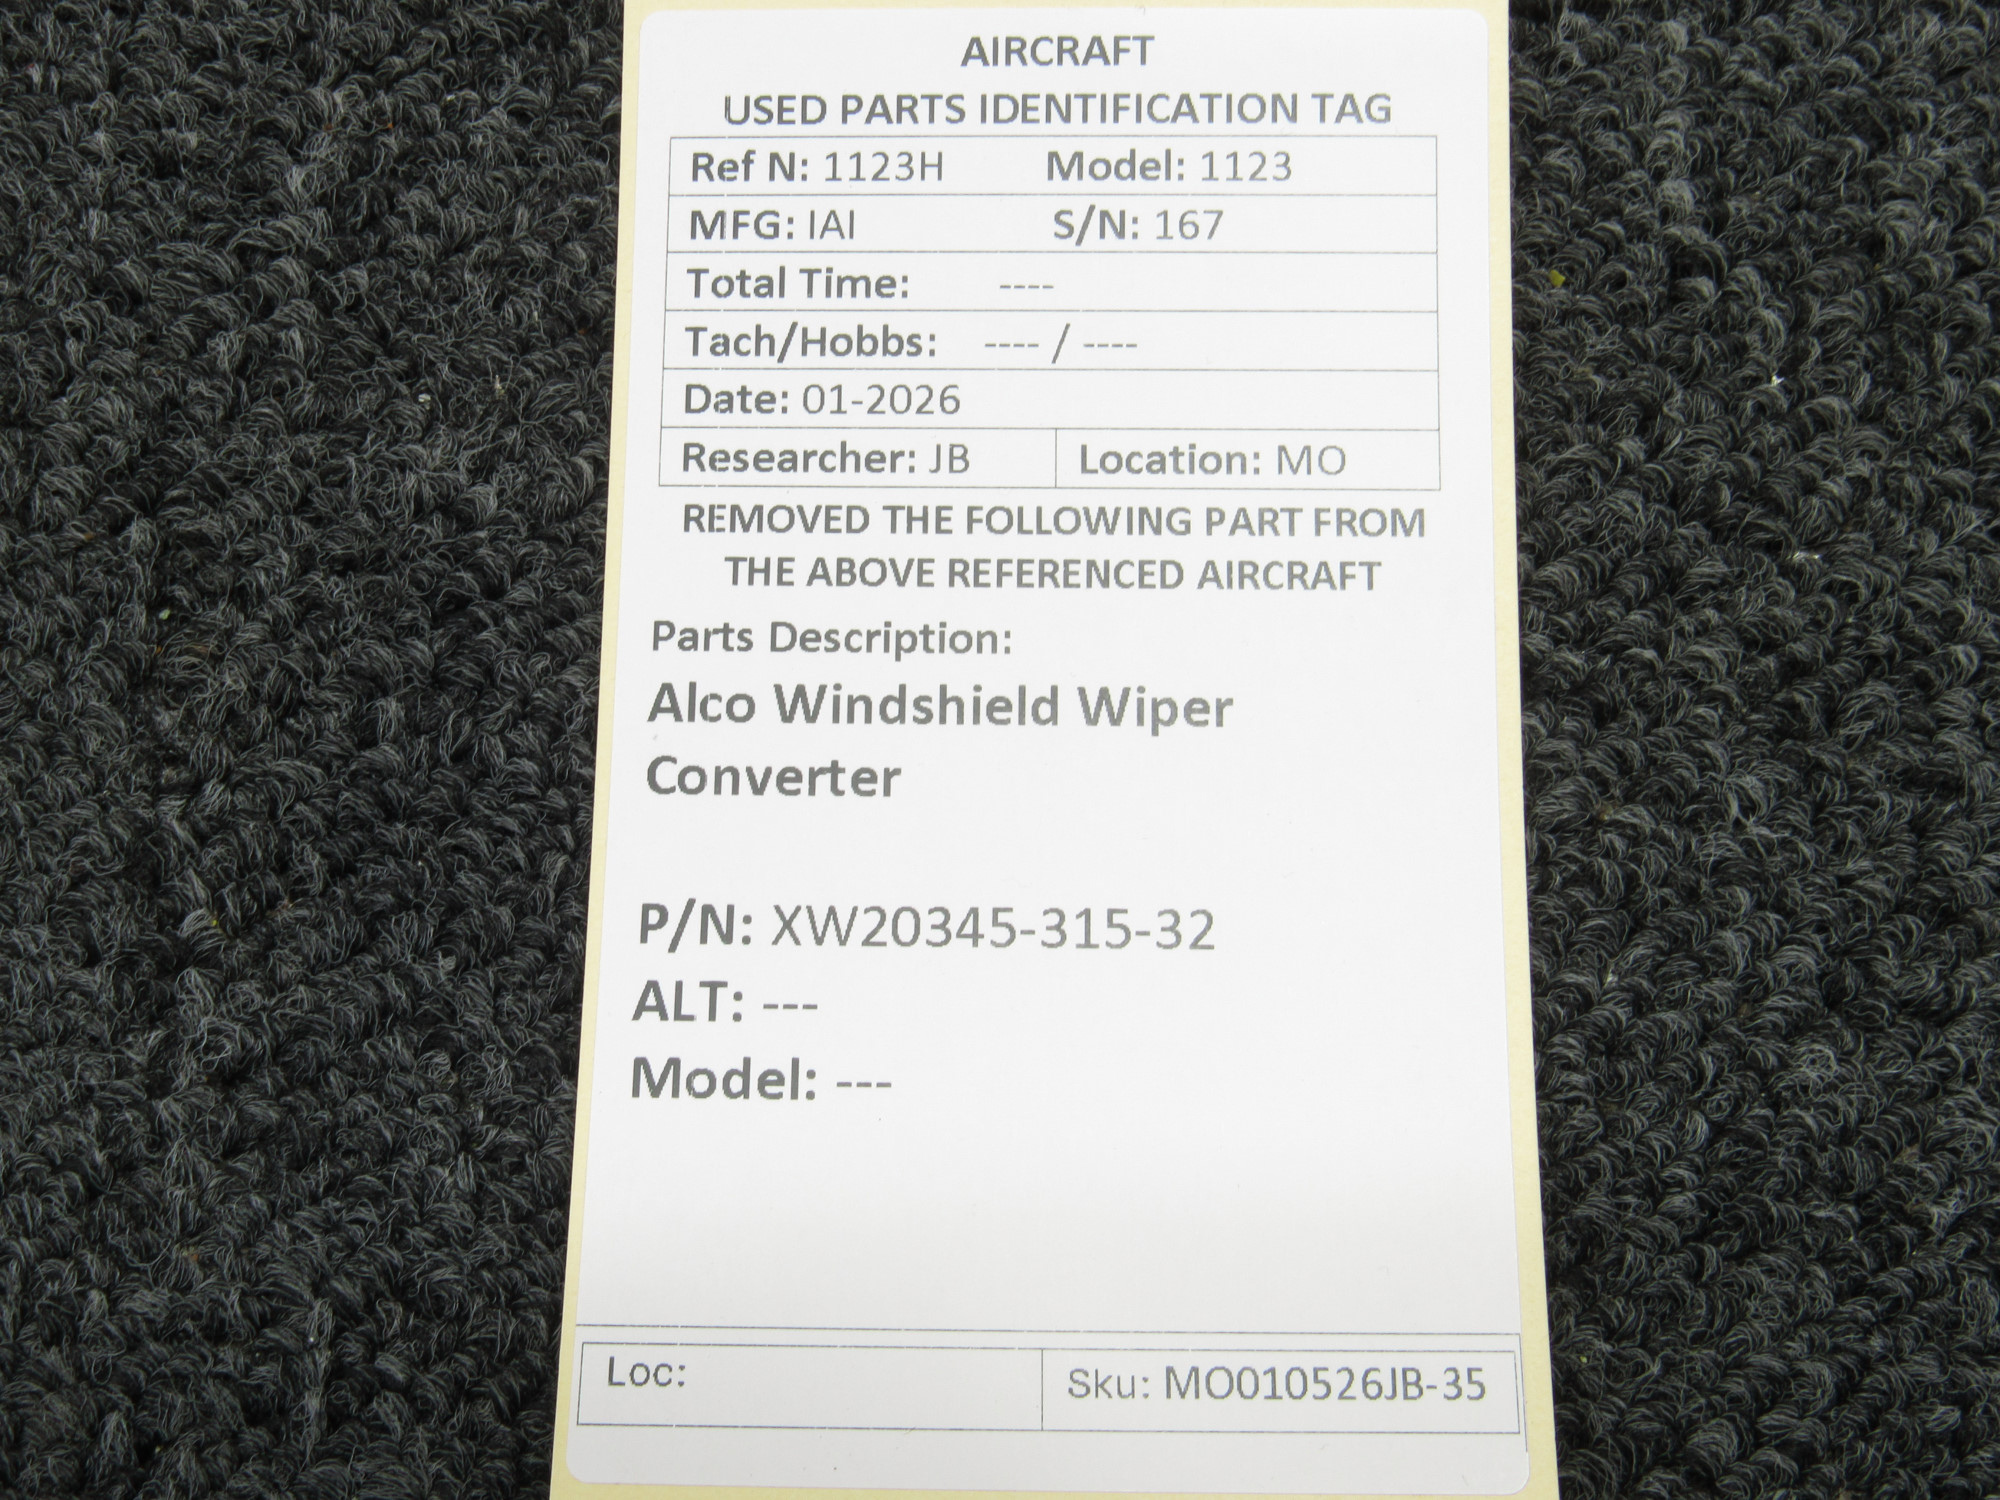 AIRCRAFT
USED PARTS IDENTIFICATION TAG
Ref N: 1123H Model: 1123
MFG: IAI S/N: 167
Total Time: ----
Tach/Hobbs: ---- / ----
Date: 01-2026
Researcher: JB Location: MO
REMOVED THE FOLLOWING PART FROM
THE ABOVE REFERENCED AIRCRAFT
Parts Description:
Alco Windshield Wiper
Converter
P/N: XW20345-315-32
ALT: ---
Model: ---
Loc: Sku: MO010526JB-35